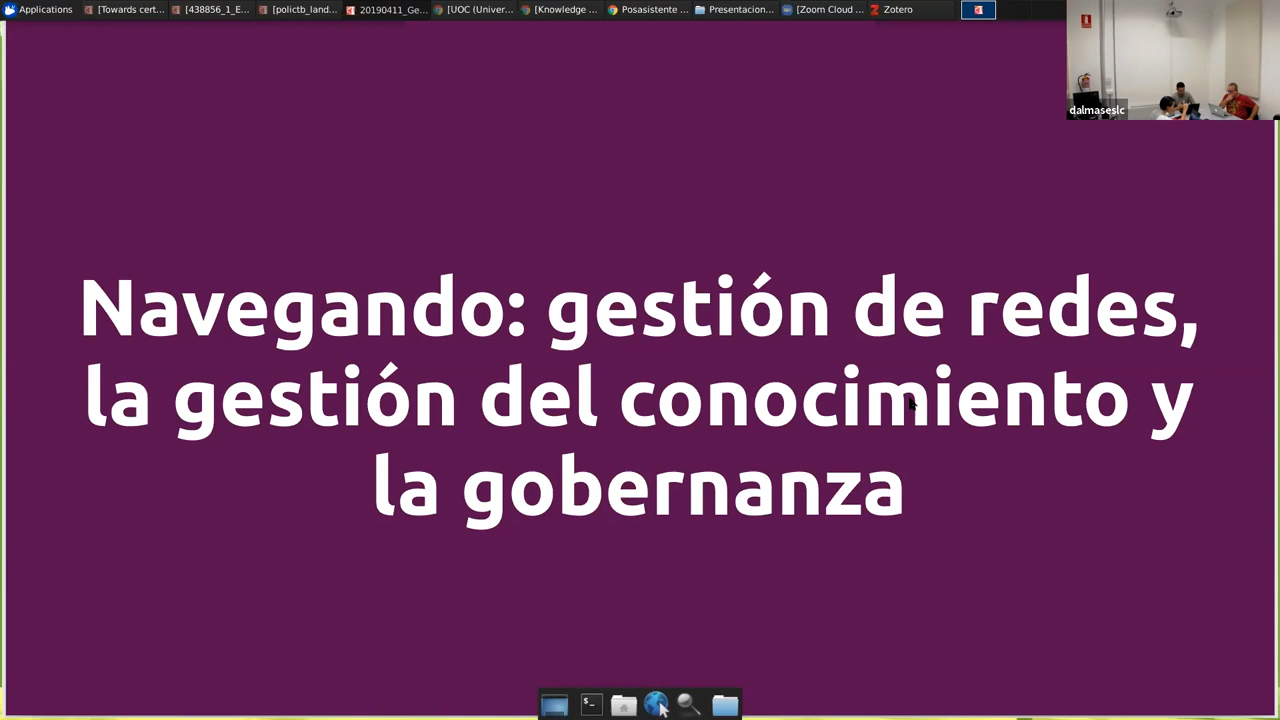 Applications
[Towards cert...
[438856_1_E...
[polictb_land...
20190411_Ge...
[UOC (Univer...
[Knowledge ...
Posasistente ...
Presentacion...
[Zoom Cloud ...
Zotero
dalmaseslc
Navegando: gestión de redes,
la gestión del conocimiento y
la gobernanza
$_